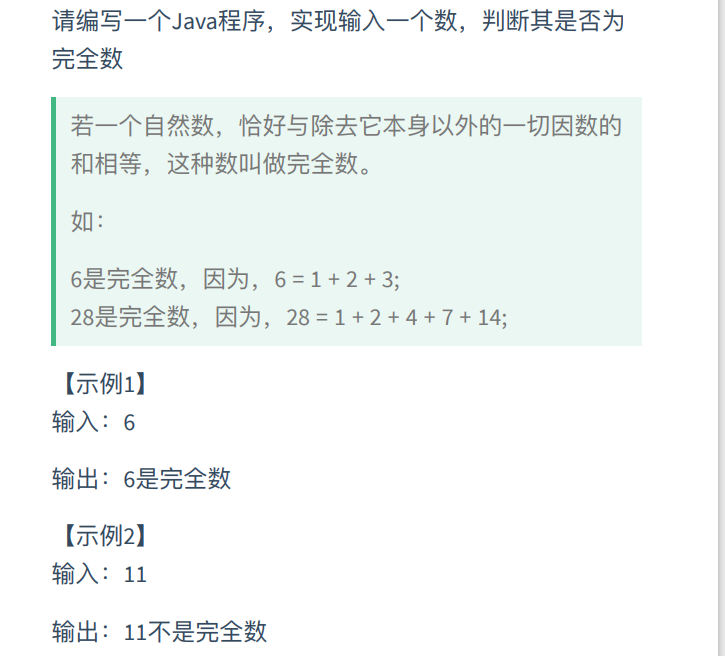 请编写一个Java程序，实现输入一个数，判断其是否为
完全数
若一个自然数，恰好与除去它本身以外的一切因数的
和相等，这种数叫做完全数。
如：
6是完全数，因为，6 = 1 + 2 + 3;
28是完全数，因为，28 = 1 + 2 + 4 + 7 + 14;
【示例1】
输入：6
输出：6是完全数
【示例2】
输入：11
输出：11不是完全数